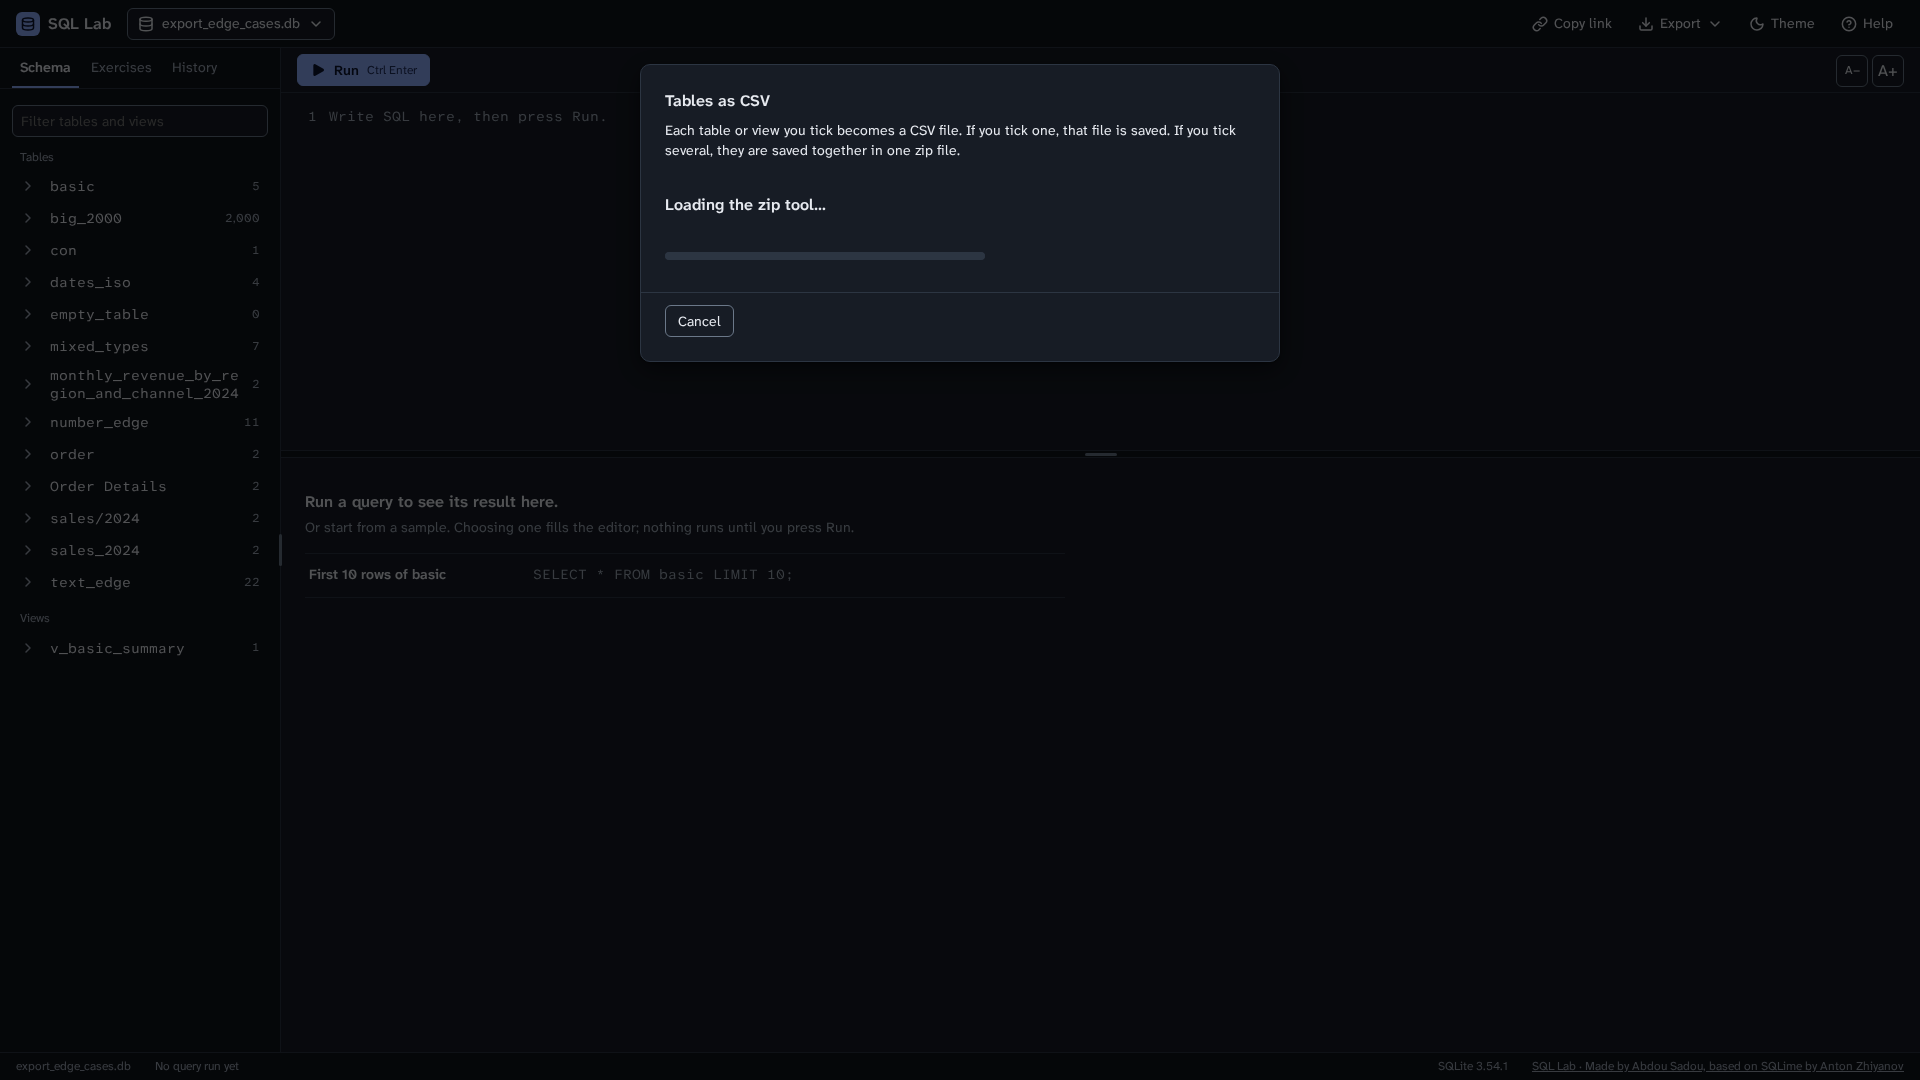 SQL Lab
export_edge_cases.db
Copy link
Export
Theme
Help
Schema
Exercises
History
Run Ctrl Enter
A−
A+
Filter tables and views
1 Write SQL here, then press Run.
Tables
basic 5
big_2000 2,000
con 1
dates_iso 4
empty_table 0
mixed_types 7
monthly_revenue_by_re
gion_and_channel_2024 2
number_edge 11
order 2
Order Details 2
sales/2024 2
sales_2024 2
text_edge 22
Views
v_basic_summary 1
Tables as CSV
Each table or view you tick becomes a CSV file. If you tick one, that file is saved. If you tick
several, they are saved together in one zip file.
Loading the zip tool…
Cancel
Run a query to see its result here.
Or start from a sample. Choosing one fills the editor; nothing runs until you press Run.
First 10 rows of basic SELECT * FROM basic LIMIT 10;
export_edge_cases.db
No query run yet
SQLite 3.54.1
SQL Lab · Made by Abdou Sadou, based on SQLime by Anton Zhiyanov